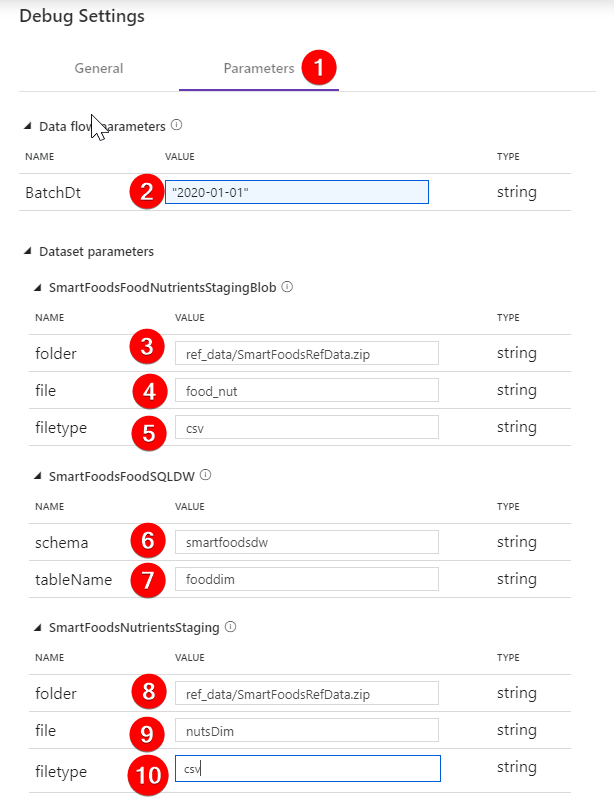 Debug Settings
General Parameters 1
Data flow parameters
NAME VALUE TYPE
BatchDt 2 "2020-01-01" string
Dataset parameters
SmartFoodsFoodNutrientsStagingBlob
NAME VALUE TYPE
folder 3 ref_data/SmartFoodsRefData.zip string
file 4 food_nut string
filetype 5 csv string
SmartFoodsFoodSQLDW
NAME VALUE TYPE
schema 6 smartfoodsdw string
tableName 7 fooddim string
SmartFoodsNutrientsStaging
NAME VALUE TYPE
folder 8 ref_data/SmartFoodsRefData.zip string
file 9 nutsDim string
filetype 10 csv string